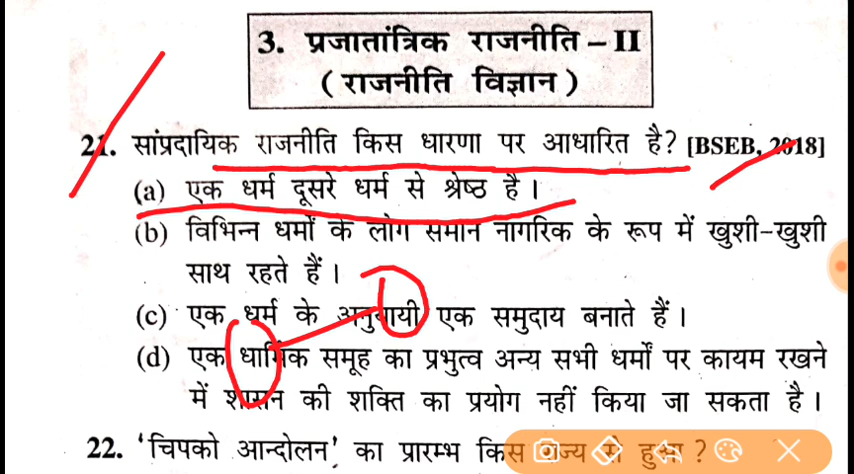 3. प्रजातांत्रिक राजनीति – II
( राजनीति विज्ञान )
21. सांप्रदायिक राजनीति किस धारणा पर आधारित है? [BSEB, 2018]
(a) एक धर्म दूसरे धर्म से श्रेष्ठ है ।
(b) विभिन्न धर्मों के लोग समान नागरिक के रूप में खुशी-खुशी
साथ रहते हैं ।
(c) एक धर्म के अनुयायी एक समुदाय बनाते हैं ।
(d) एक धार्मिक समूह का प्रभुत्व अन्य सभी धर्मों पर कायम रखने
में शासन की शक्ति का प्रयोग नहीं किया जा सकता है ।
22. 'चिपको आन्दोलन' का प्रारम्भ किस राज्य से हुआ ?